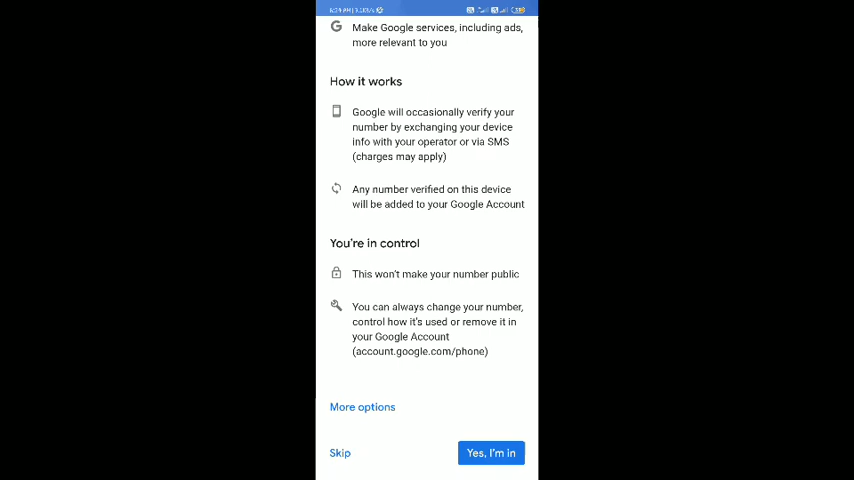 Make Google services, including ads,
more relevant to you
How it works
Google will occasionally verify your
number by exchanging your device
info with your operator or via SMS
(charges may apply)
Any number verified on this device
will be added to your Google Account
You're in control
This won't make your number public
You can always change your number,
control how it's used or remove it in
your Google Account
(account.google.com/phone)
More options
Skip
Yes, I'm in